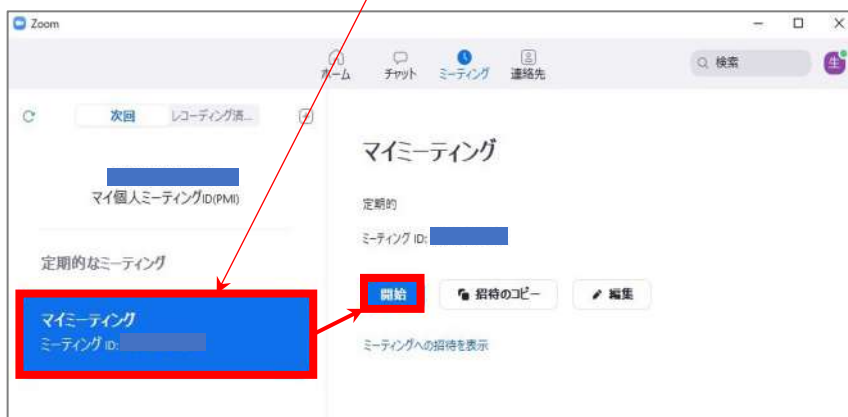 Zoom
ホーム チャット ミーティング 連絡先
検索
生
次回 レコーディング済...
マイ個人ミーティングID(PMI)
定期的なミーティング
マイミーティング
ミーティング ID:
マイミーティング
定期的
ミーティング ID:
開始 招待のコピー 編集
ミーティングへの招待を表示